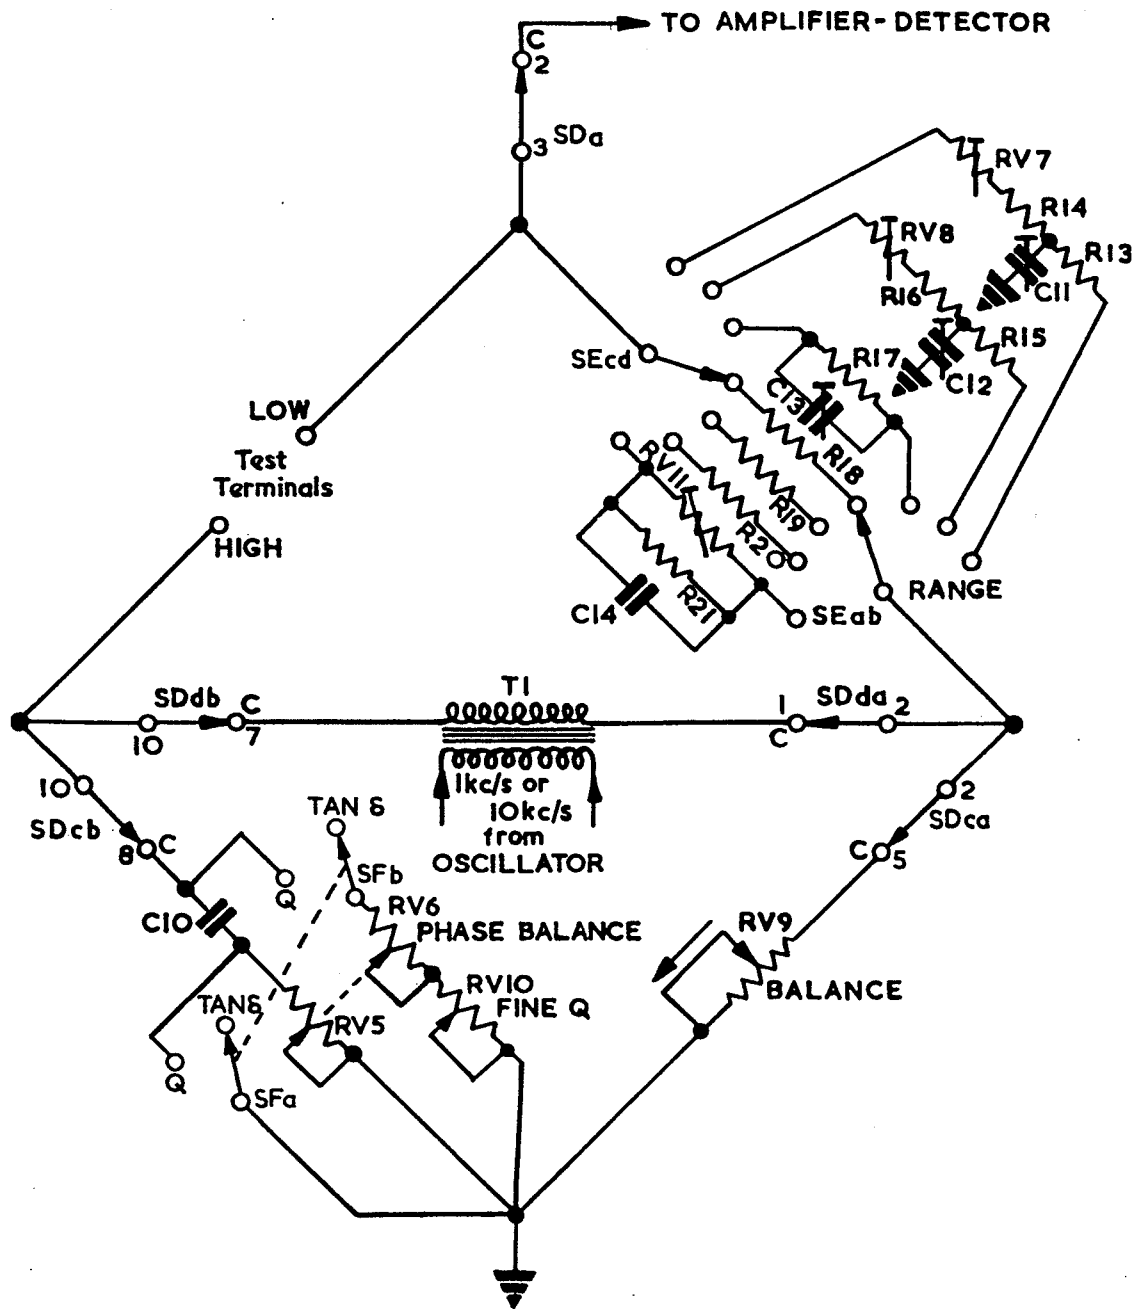 TO AMPLIFIER-DETECTOR
C
2
3 SDa
RV7
R14
R13
C11
RV8
R16
R15
C12
SEcd
R17
C13
R18
LOW
Test
Terminals
HIGH
RV11
R19
R20
R21
C14
SEab
RANGE
T1
SDdb C
10 7
1 SDda 2
C
1kc/s or
10kc/s
from
OSCILLATOR
10
SDcb
8 C
2
SDca
C 5
TAN δ
SFb
Q
C10
RV6
PHASE BALANCE
RV9
BALANCE
RV10
FINE Q
TAN δ
RV5
Q
SFa